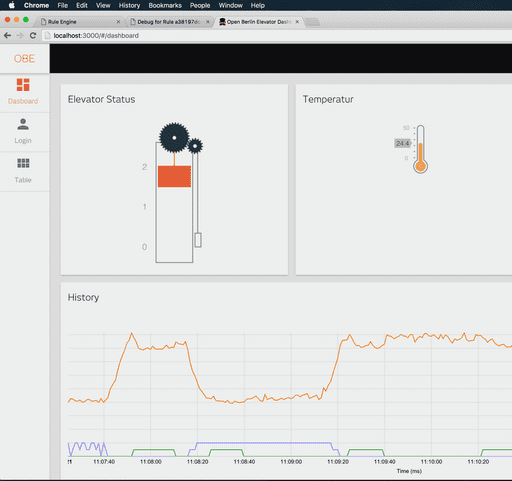 Chrome File Edit View History Bookmarks People Window Help
Rule Engine
Debug for Rule a38197dc
Open Berlin Elevator Dash
localhost:3000/#/dashboard
OBE
Dasboard
Login
Table
Elevator Status
2
1
0
Temperatur
50
24.4
0
History
11:07:40 11:08:00 11:08:20 11:08:40 11:09:00 11:09:20 11:09:40 11:10:00 11:10:20
Time (ms)